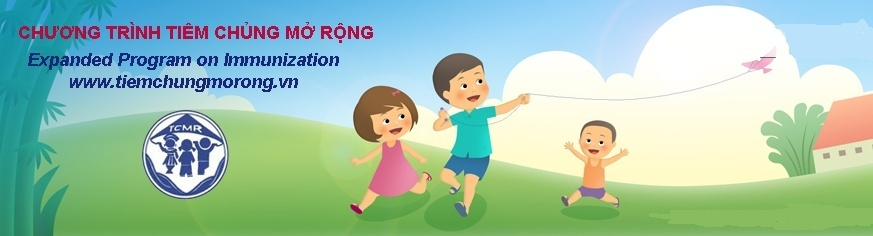 CHƯƠNG TRÌNH TIÊM CHỦNG MỞ RỘNG
Expanded Program on Immunization
www.tiemchungmorong.vn
TCMR